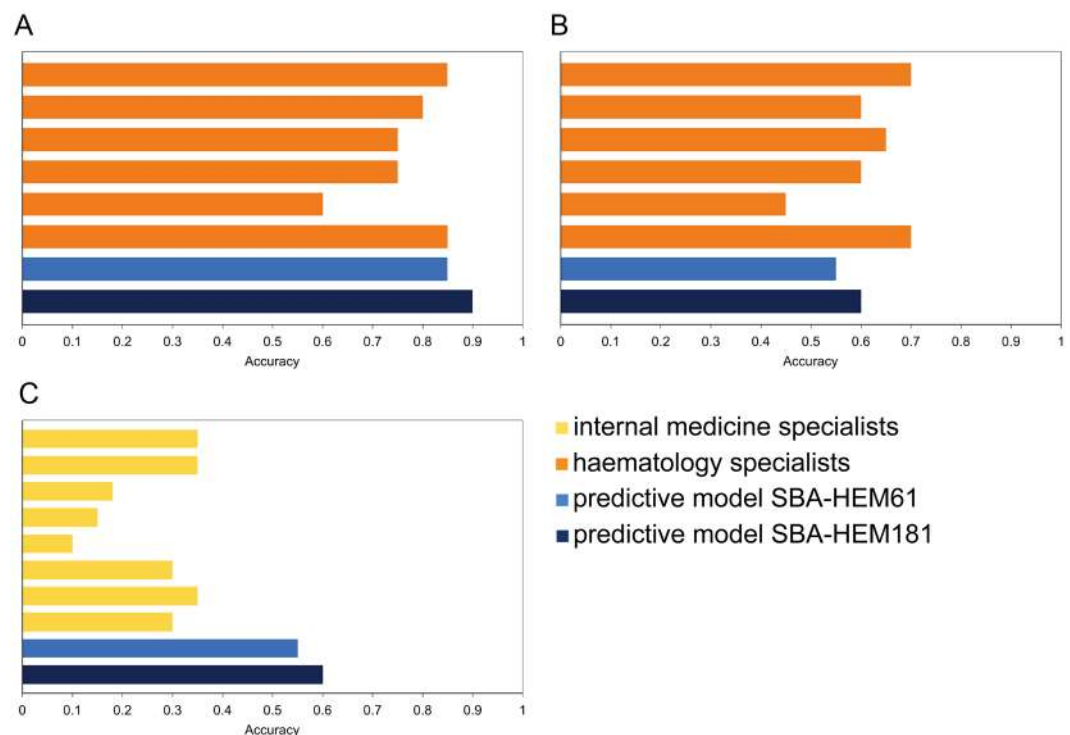 A
0 0.1 0.2 0.3 0.4 0.5 0.6 0.7 0.8 0.9 1
Accuracy
B
0 0.1 0.2 0.3 0.4 0.5 0.6 0.7 0.8 0.9 1
Accuracy
C
0 0.1 0.2 0.3 0.4 0.5 0.6 0.7 0.8 0.9 1
Accuracy
internal medicine specialists
haematology specialists
predictive model SBA-HEM61
predictive model SBA-HEM181